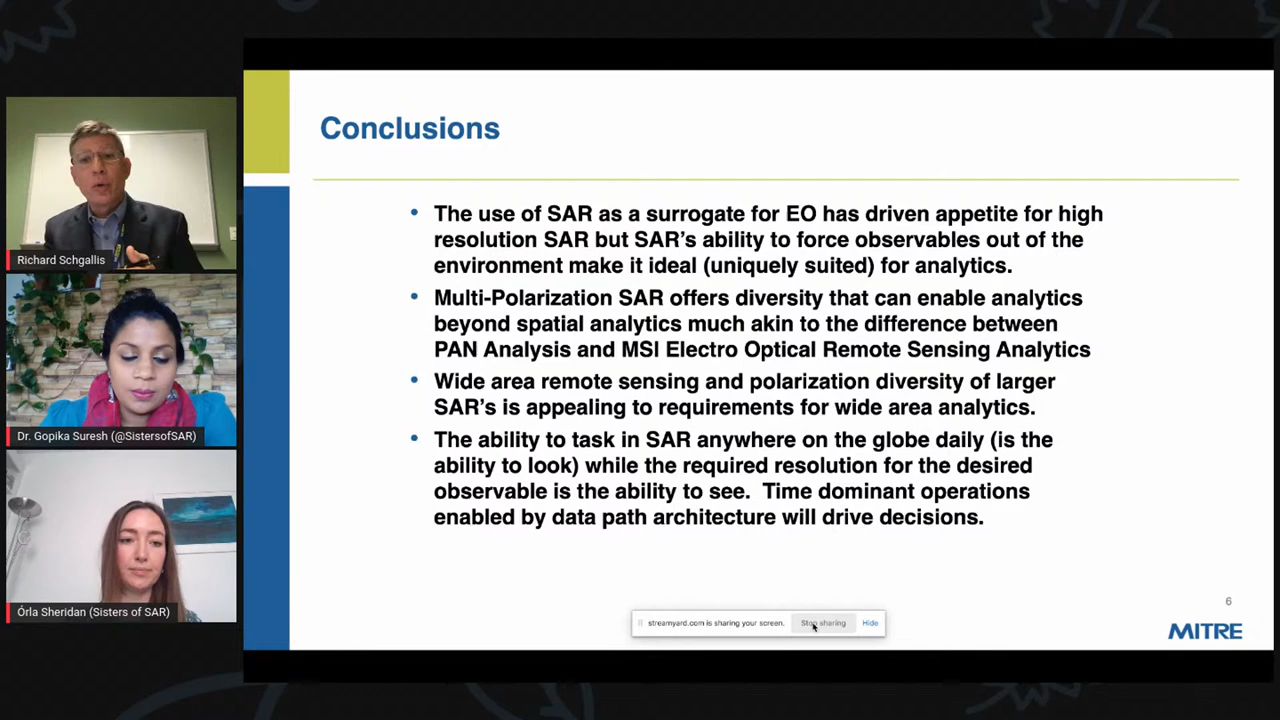 Conclusions
• The use of SAR as a surrogate for EO has driven appetite for high
resolution SAR but SAR's ability to force observables out of the
environment make it ideal (uniquely suited) for analytics.
• Multi-Polarization SAR offers diversity that can enable analytics
beyond spatial analytics much akin to the difference between
PAN Analysis and MSI Electro Optical Remote Sensing Analytics
• Wide area remote sensing and polarization diversity of larger
SAR's is appealing to requirements for wide area analytics.
• The ability to task in SAR anywhere on the globe daily (is the
ability to look) while the required resolution for the desired
observable is the ability to see.  Time dominant operations
enabled by data path architecture will drive decisions.
6
MITRE
streamyard.com is sharing your screen. Stop sharing Hide
Richard Schgallis
Dr. Gopika Suresh (@SistersofSAR)
Órla Sheridan (Sisters of SAR)